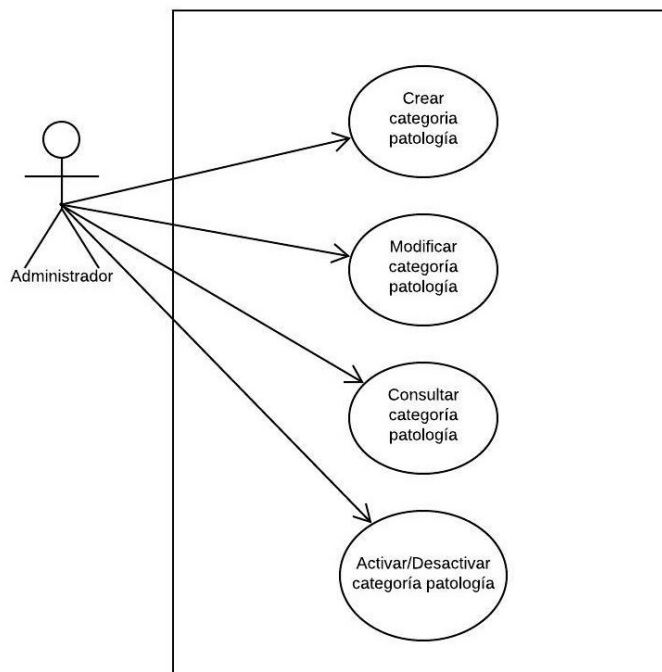 Crear
categoria
patología
Administrador
Modificar
categoría
patología
Consultar
categoría
patología
Activar/Desactivar
categoría patología